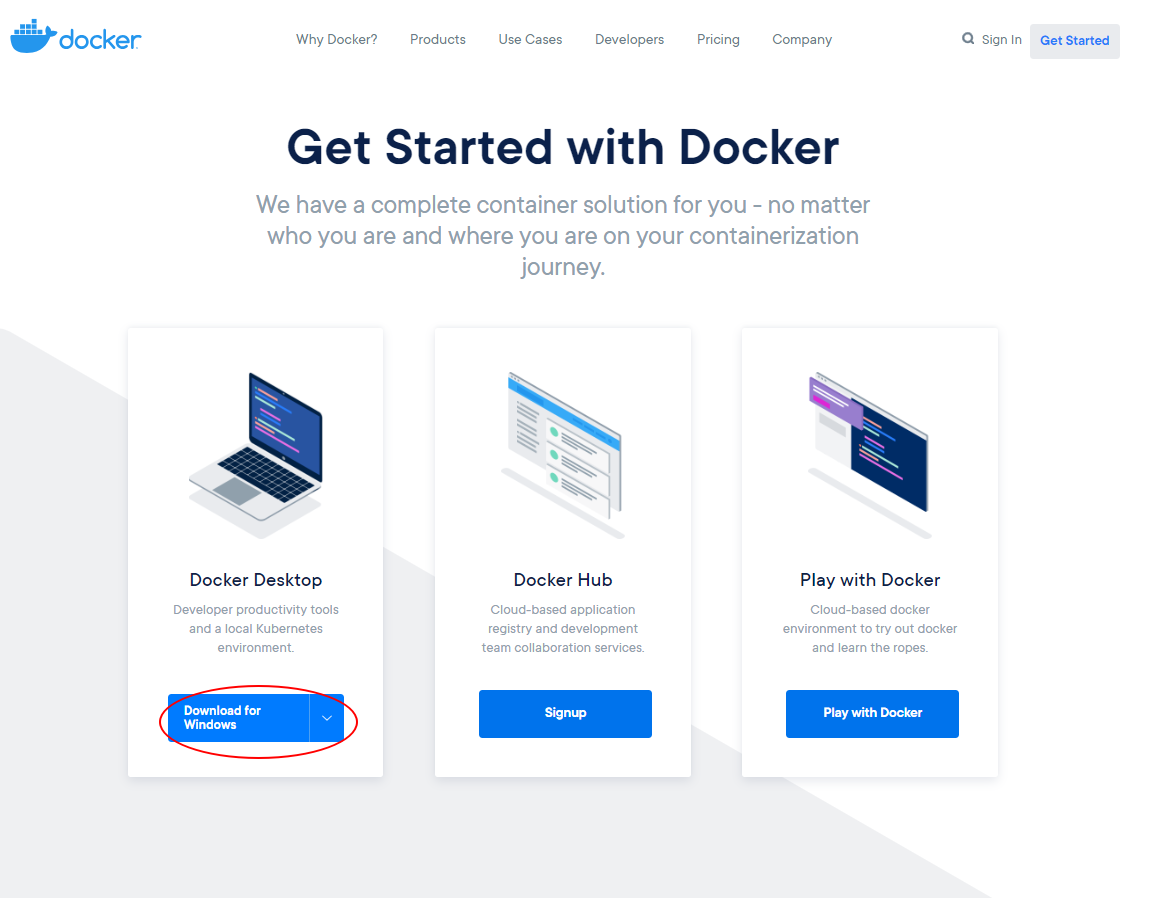 docker
Why Docker? Products Use Cases Developers Pricing Company Sign In Get Started
Get Started with Docker
We have a complete container solution for you - no matter
who you are and where you are on your containerization
journey.
Docker Desktop
Developer productivity tools
and a local Kubernetes
environment.
Download for
Windows
Docker Hub
Cloud-based application
registry and development
team collaboration services.
Signup
Play with Docker
Cloud-based docker
environment to try out docker
and learn the ropes.
Play with Docker